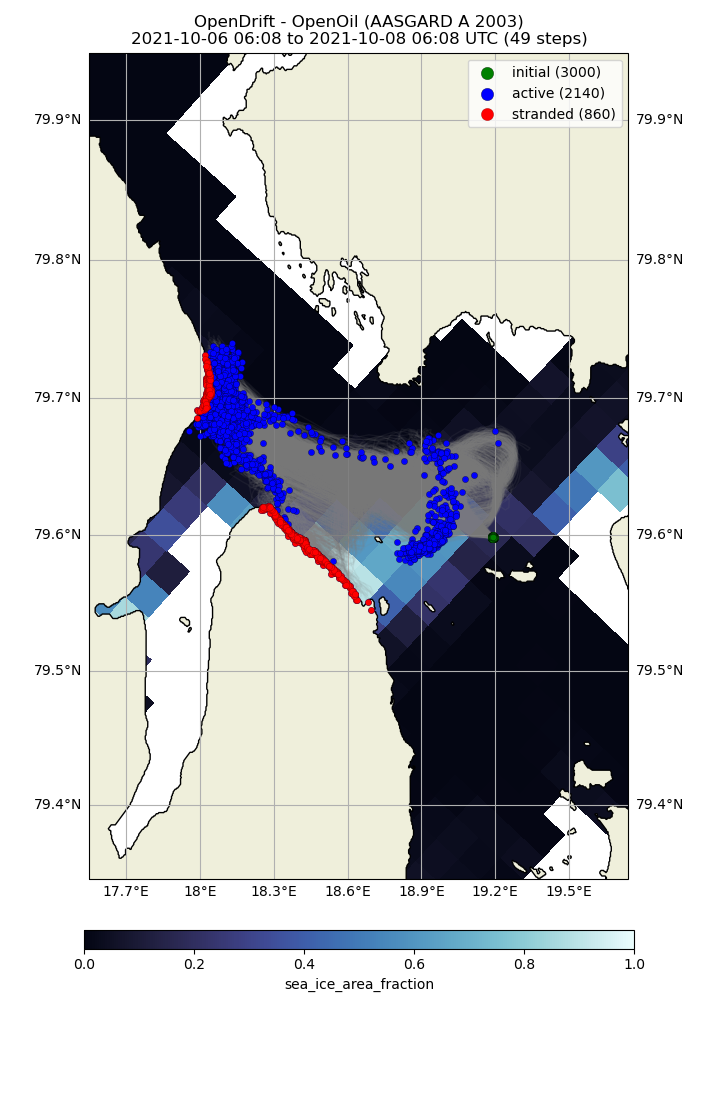 OpenDrift - OpenOil (AASGARD A 2003)
2021-10-06 06:08 to 2021-10-08 06:08 UTC (49 steps)
initial (3000)
active (2140)
stranded (860)
79.9°N 79.9°N
79.8°N 79.8°N
79.7°N 79.7°N
79.6°N 79.6°N
79.5°N 79.5°N
79.4°N 79.4°N
17.7°E 18°E 18.3°E 18.6°E 18.9°E 19.2°E 19.5°E
0.0 0.2 0.4 0.6 0.8 1.0
sea_ice_area_fraction